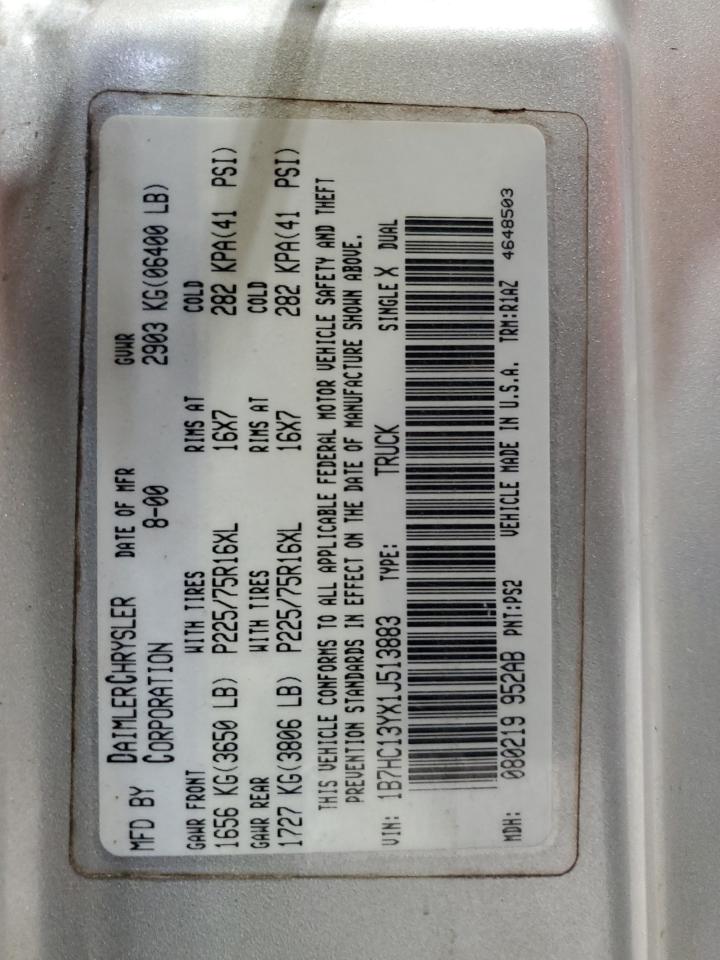 MFD BY DAIMLERCHRYSLER CORPORATION DATE OF MFR 8-00 GVWR 2903 KG(06400 LB)
GAWR FRONT WITH TIRES RIMS AT COLD
1656 KG(3650 LB) P225/75R16XL 16X7 282 KPA(41 PSI)
GAWR REAR WITH TIRES RIMS AT COLD
1727 KG(3806 LB) P225/75R16XL 16X7 282 KPA(41 PSI)
THIS VEHICLE CONFORMS TO ALL APPLICABLE FEDERAL MOTOR VEHICLE SAFETY AND THEFT
PREVENTION STANDARDS IN EFFECT ON THE DATE OF MANUFACTURE SHOWN ABOVE.
VIN: 1B7HC13YX1J513883 TYPE: TRUCK SINGLE X DUAL
MDH: 080219 952AB PNT:PS2 VEHICLE MADE IN U.S.A. TRM:R1AZ 4648503